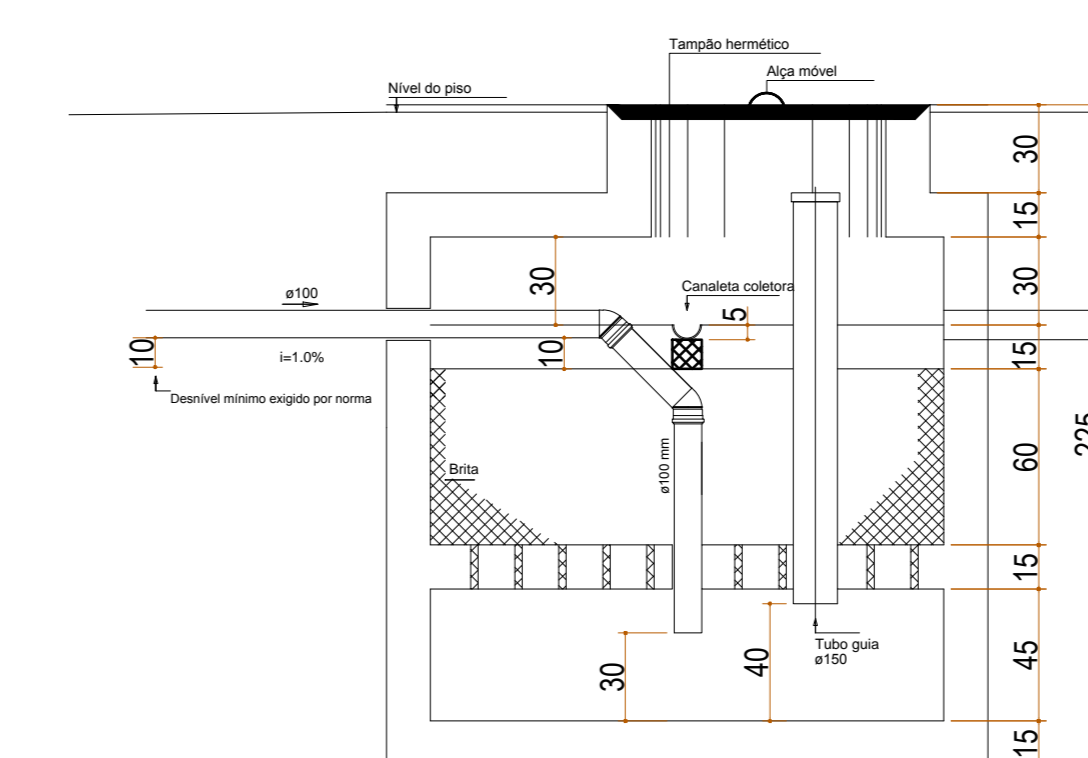 Tampão hermético
Alça móvel
Nível do piso
30
15
ø100
30
Canaleta coletora
5
30
10
i=1.0%
10
15
Desnível mínimo exigido por norma
225
Brita
ø100 mm
60
15
Tubo guia
ø150
30
40
45
15